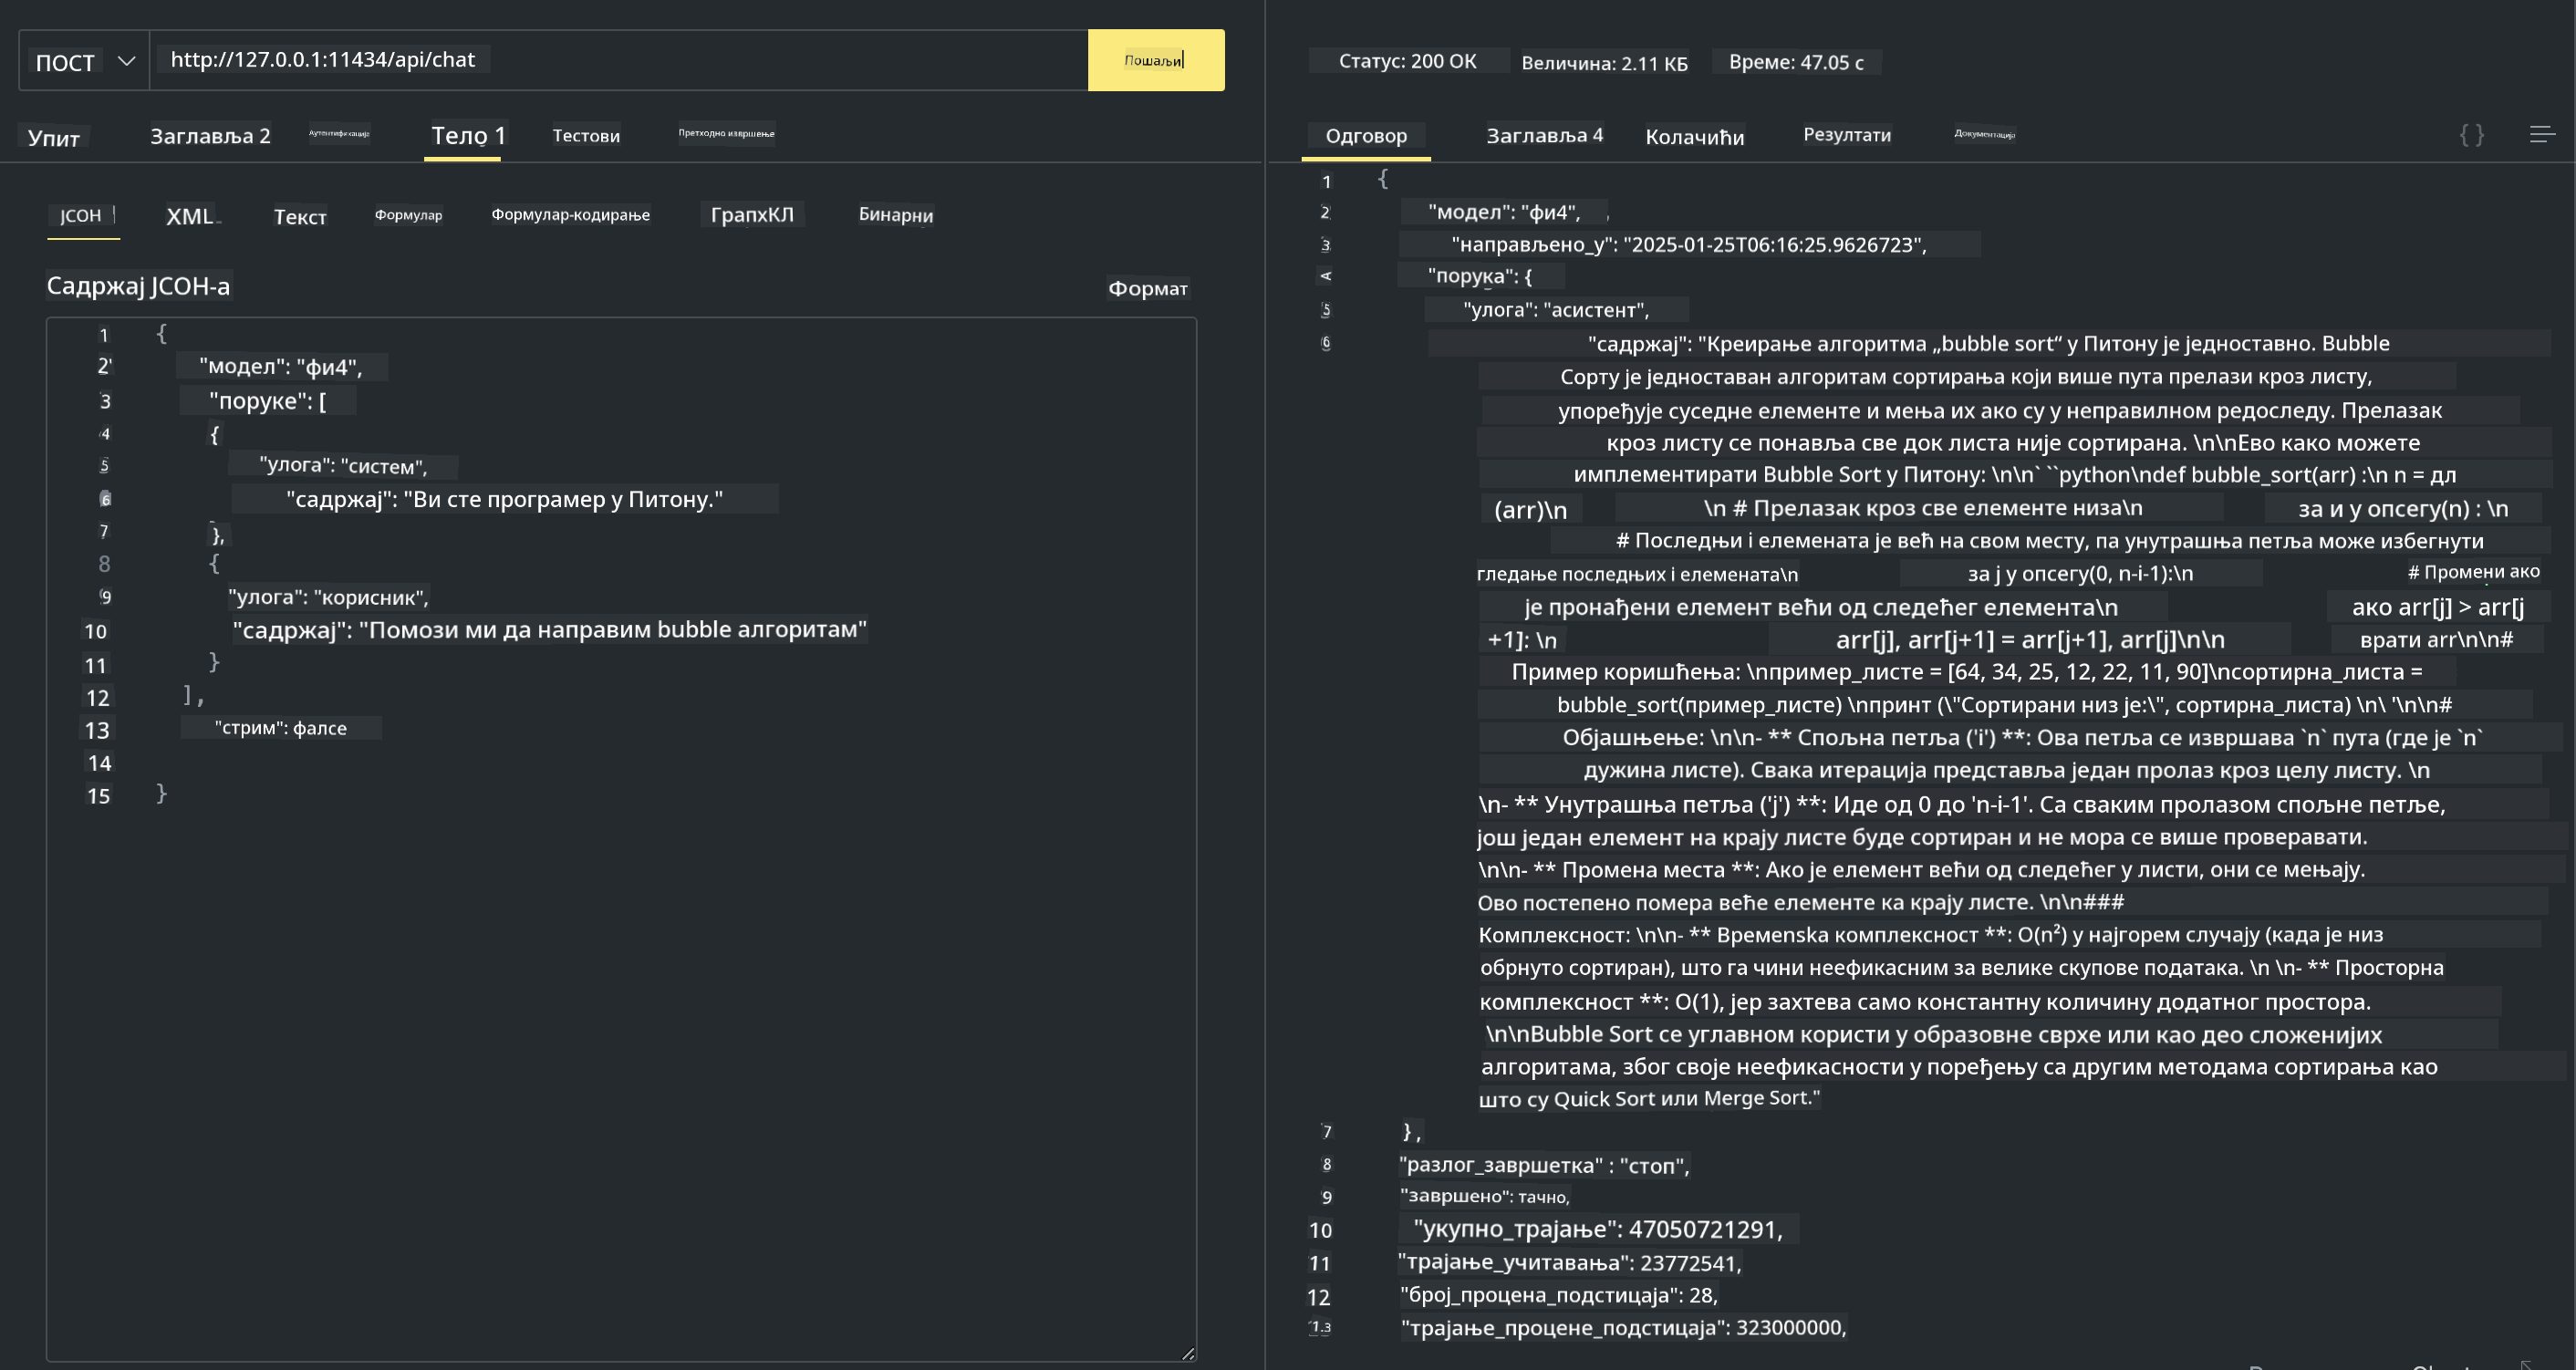 ПОСТ http://127.0.0.1:11434/api/chat Пошаљи
Упит Заглавља 2 Аутентификација Тело 1 Тестови Претходно извршење
ЈСОН XML Текст Формулар Формулар-кодирање ГрапхКЛ Бинарни
Садржај ЈСОН-а Формат
1 {
2 "модел": "фи4",
3 "поруке": [
4 {
5 "улога": "систем",
6 "садржај": "Ви сте програмер у Питону."
7 },
8 {
9 "улога": "корисник",
10 "садржај": "Помози ми да направим bubble алгоритам"
11 }
12 ],
13 "стрим": фалсе
14
15 }
Статус: 200 ОК Величина: 2.11 КБ Време: 47.05 с
Одговор Заглавља 4 Колачићи Резултати Документација { }
1 {
2 "модел": "фи4",
3 "направљено_у": "2025-01-25T06:16:25.9626723",
"порука": {
5 "улога": "асистент",
6 "садржај": "Креирање алгоритма „bubble sort“ у Питону је једноставно. Bubble
Сорту је једноставан алгоритам сортирања који више пута прелази кроз листу,
упоређује суседне елементе и мења их ако су у неправилном редоследу. Прелазак
кроз листу се понавља све док листа није сортирана. \n\nЕво како можете
имплементирати Bubble Sort у Питону: \n\n` ``python\ndef bubble_sort(arr) :\n n = дл
(arr)\n \n # Прелазак кроз све елементе низа\n за и у опсегу(n) : \n
# Последњи i елемената је већ на свом месту, па унутрашња петља може избегнути
гледање последњих i елемената\n за ј у опсегу(0, n-i-1):\n # Промени ако
је пронађени елемент већи од следећег елемента\n ако arr[j] > arr[j
+1]: \n arr[j], arr[j+1] = arr[j+1], arr[j]\n\n врати arr\n\n#
Пример коришћења: \nпример_листе = [64, 34, 25, 12, 22, 11, 90]\nсортирна_листа =
bubble_sort(пример_листе) \nпринт (\"Сортирани низ је:\", сортирна_листа) \n\ '\n\n#
Објашњење: \n\n- ** Спољна петља ('i') **: Ова петља се извршава `n` пута (где је `n`
дужина листе). Свака итерација представља један пролаз кроз целу листу. \n
\n- ** Унутрашња петља ('j') **: Иде од 0 до 'n-i-1'. Са сваким пролазом спољне петље,
још један елемент на крају листе буде сортиран и не мора се више проверавати.
\n\n- ** Промена места **: Ако је елемент већи од следећег у листи, они се мењају.
Ово постепено помера веће елементе ка крају листе. \n\n###
Комплексност: \n\n- ** Времenska комплексност **: O(n²) у најгорем случају (када је низ
обрнуто сортиран), што га чини неефикасним за велике скупове података. \n \n- ** Просторна
комплексност **: O(1), јер захтева само константну количину додатног простора.
\n\nBubble Sort се углавном користи у образовне сврхе или као део сложенијих
алгоритама, због своје неефикасности у поређењу са другим методама сортирања као
што су Quick Sort или Merge Sort."
7 } ,
8 "разлог_завршетка" : "стоп",
9 "завршено": тачно,
10 "укупно_трајање": 47050721291,
11 "трајање_учитавања": 23772541,
12 "број_процена_подстицаја": 28,
13 "трајање_процене_подстицаја": 323000000,